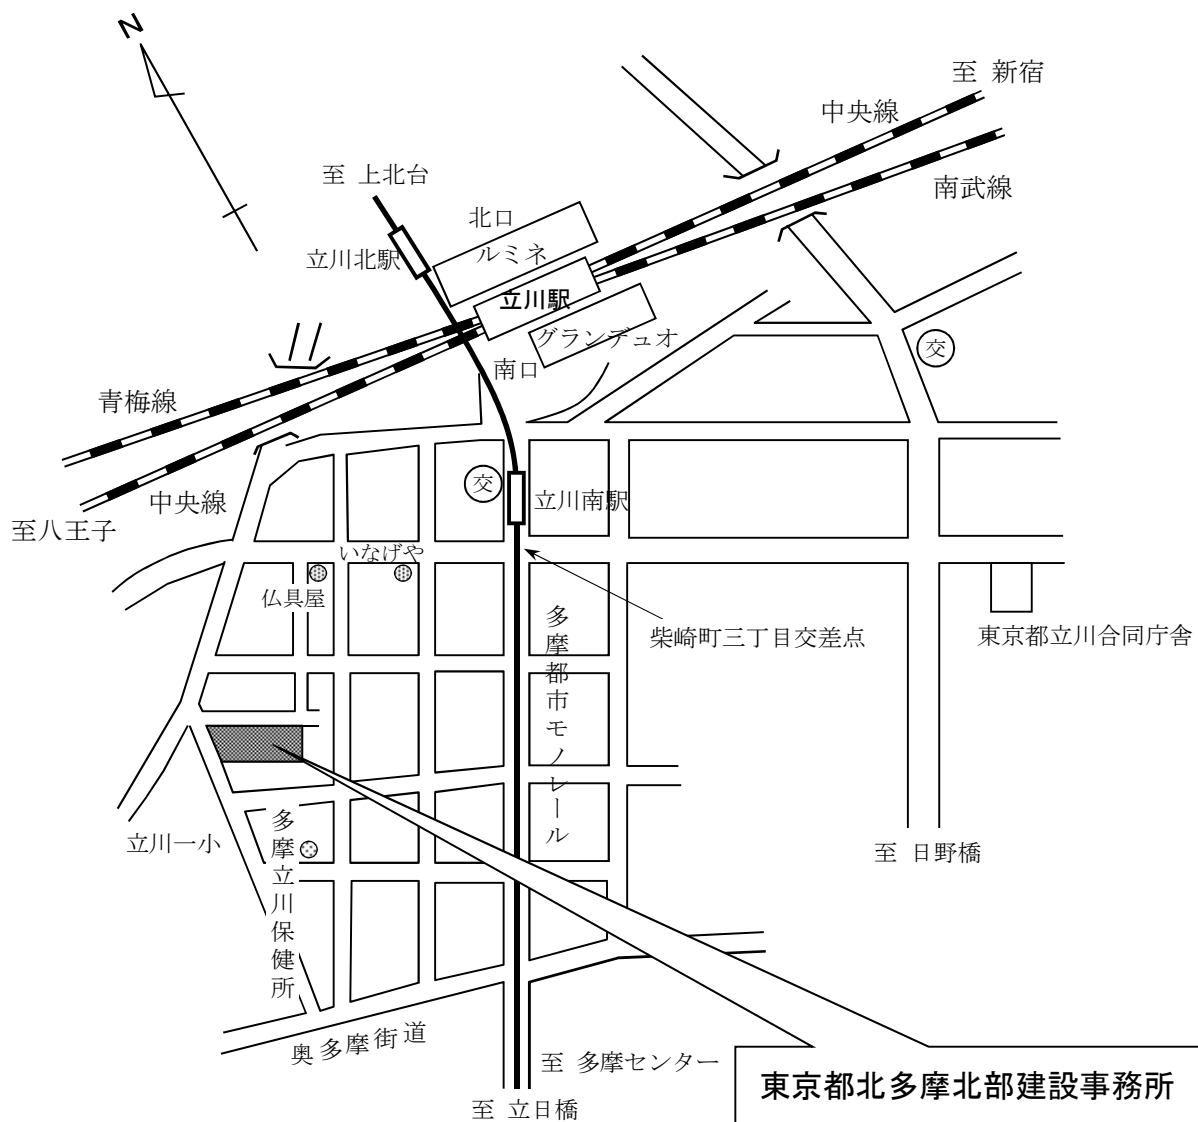 N
至 新宿
中央線
南武線
至 上北台
北口
ルミネ
立川北駅
立川駅
グランデュオ
交
南口
青梅線
中央線
至八王子
交
立川南駅
いなげや
仏具屋
柴崎町三丁目交差点
東京都立川合同庁舎
多摩都市モノレール
立川一小
多摩立川保健所
至 日野橋
奥多摩街道
至 多摩センター
至 立日橋
東京都北多摩北部建設事務所